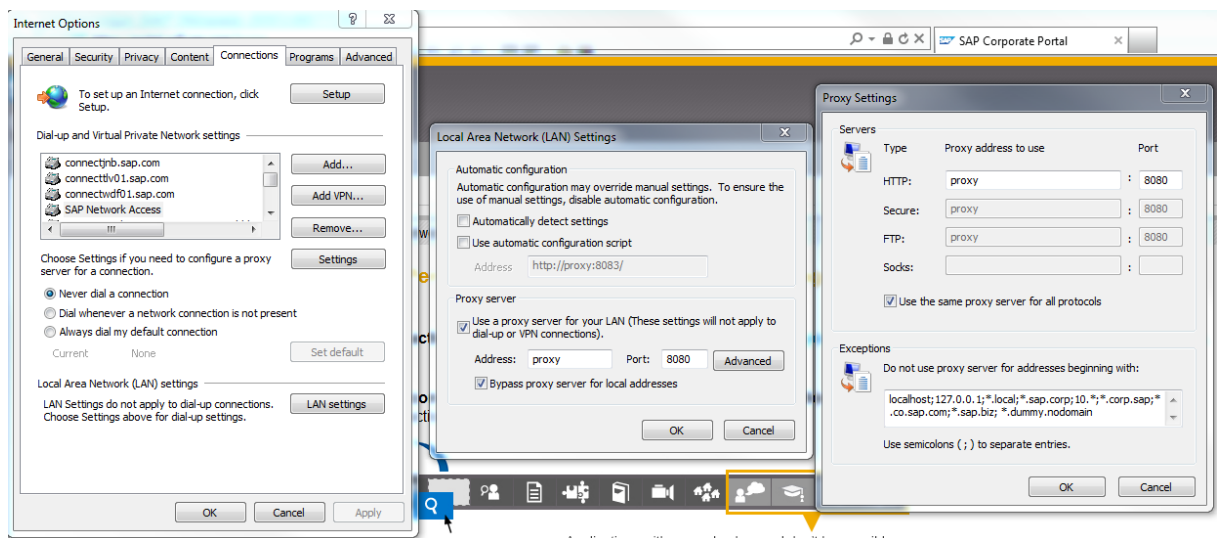 Internet Options
General Security Privacy Content Connections Programs Advanced
To set up an Internet connection, click
Setup.
Setup
Dial-up and Virtual Private Network settings
connectjnb.sap.com
connecttlv01.sap.com
connectwdf01.sap.com
SAP Network Access
Add...
Add VPN...
Remove...
Choose Settings if you need to configure a proxy
server for a connection.
Settings
Never dial a connection
Dial whenever a network connection is not present
Always dial my default connection
Current None
Set default
Local Area Network (LAN) settings
LAN Settings do not apply to dial-up connections.
Choose Settings above for dial-up settings.
LAN settings
OK Cancel Apply
SAP Corporate Portal
Local Area Network (LAN) Settings
Automatic configuration
Automatic configuration may override manual settings. To ensure the
use of manual settings, disable automatic configuration.
Automatically detect settings
Use automatic configuration script
Address http://proxy:8083/
Proxy server
Use a proxy server for your LAN (These settings will not apply to
dial-up or VPN connections).
Address: proxy Port: 8080 Advanced
Bypass proxy server for local addresses
OK Cancel
Proxy Settings
Servers
Type Proxy address to use Port
HTTP: proxy : 8080
Secure: proxy : 8080
FTP: proxy : 8080
Socks: :
Use the same proxy server for all protocols
Exceptions
Do not use proxy server for addresses beginning with:
localhost;127.0.0.1;*.local;*.sap.corp;10.*;*.corp.sap;*
.co.sap.com;*.sap.biz; *.dummy.nodomain
Use semicolons ( ; ) to separate entries.
OK Cancel